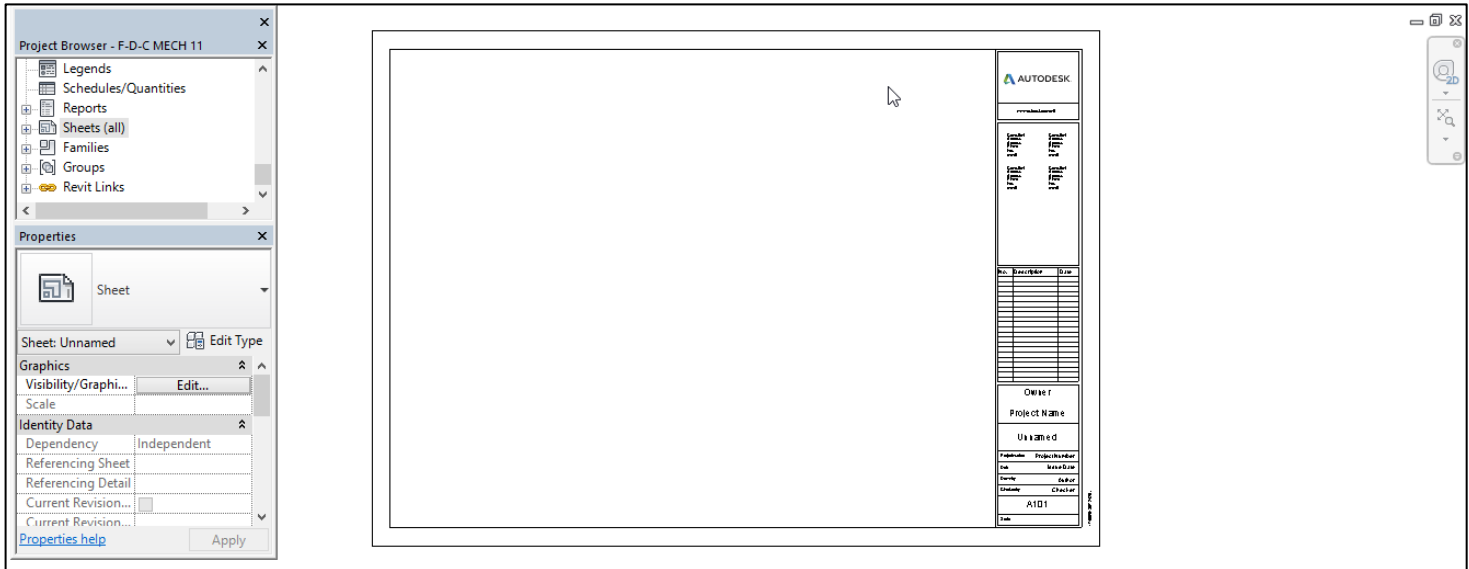 Project Browser - F-D-C MECH 11
Legends
Schedules/Quantities
Reports
Sheets (all)
Families
Groups
Revit Links
Properties
Sheet
Sheet: Unnamed
Edit Type
Graphics
Visibility/Graphi... Edit...
Scale
Identity Data
Dependency Independent
Referencing Sheet
Referencing Detail
Current Revision...
Current Revision...
Properties help
Apply
AUTODESK
No. Description Date
Owner
Project Name
Unnamed
Project Number
Issue Date
Author
Checker
A101
Scale
2D